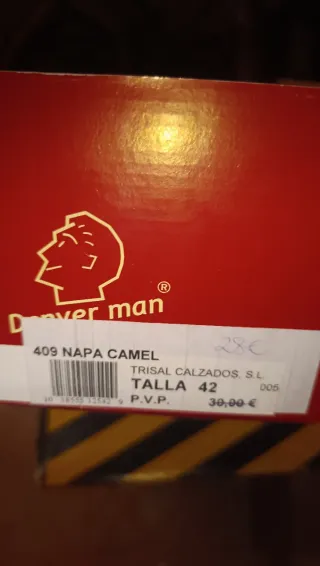 Denver man ®
409 NAPA CAMEL
28€
TRISAL CALZADOS, S.L.
TALLA 42
005
P.V.P. 30,00 €